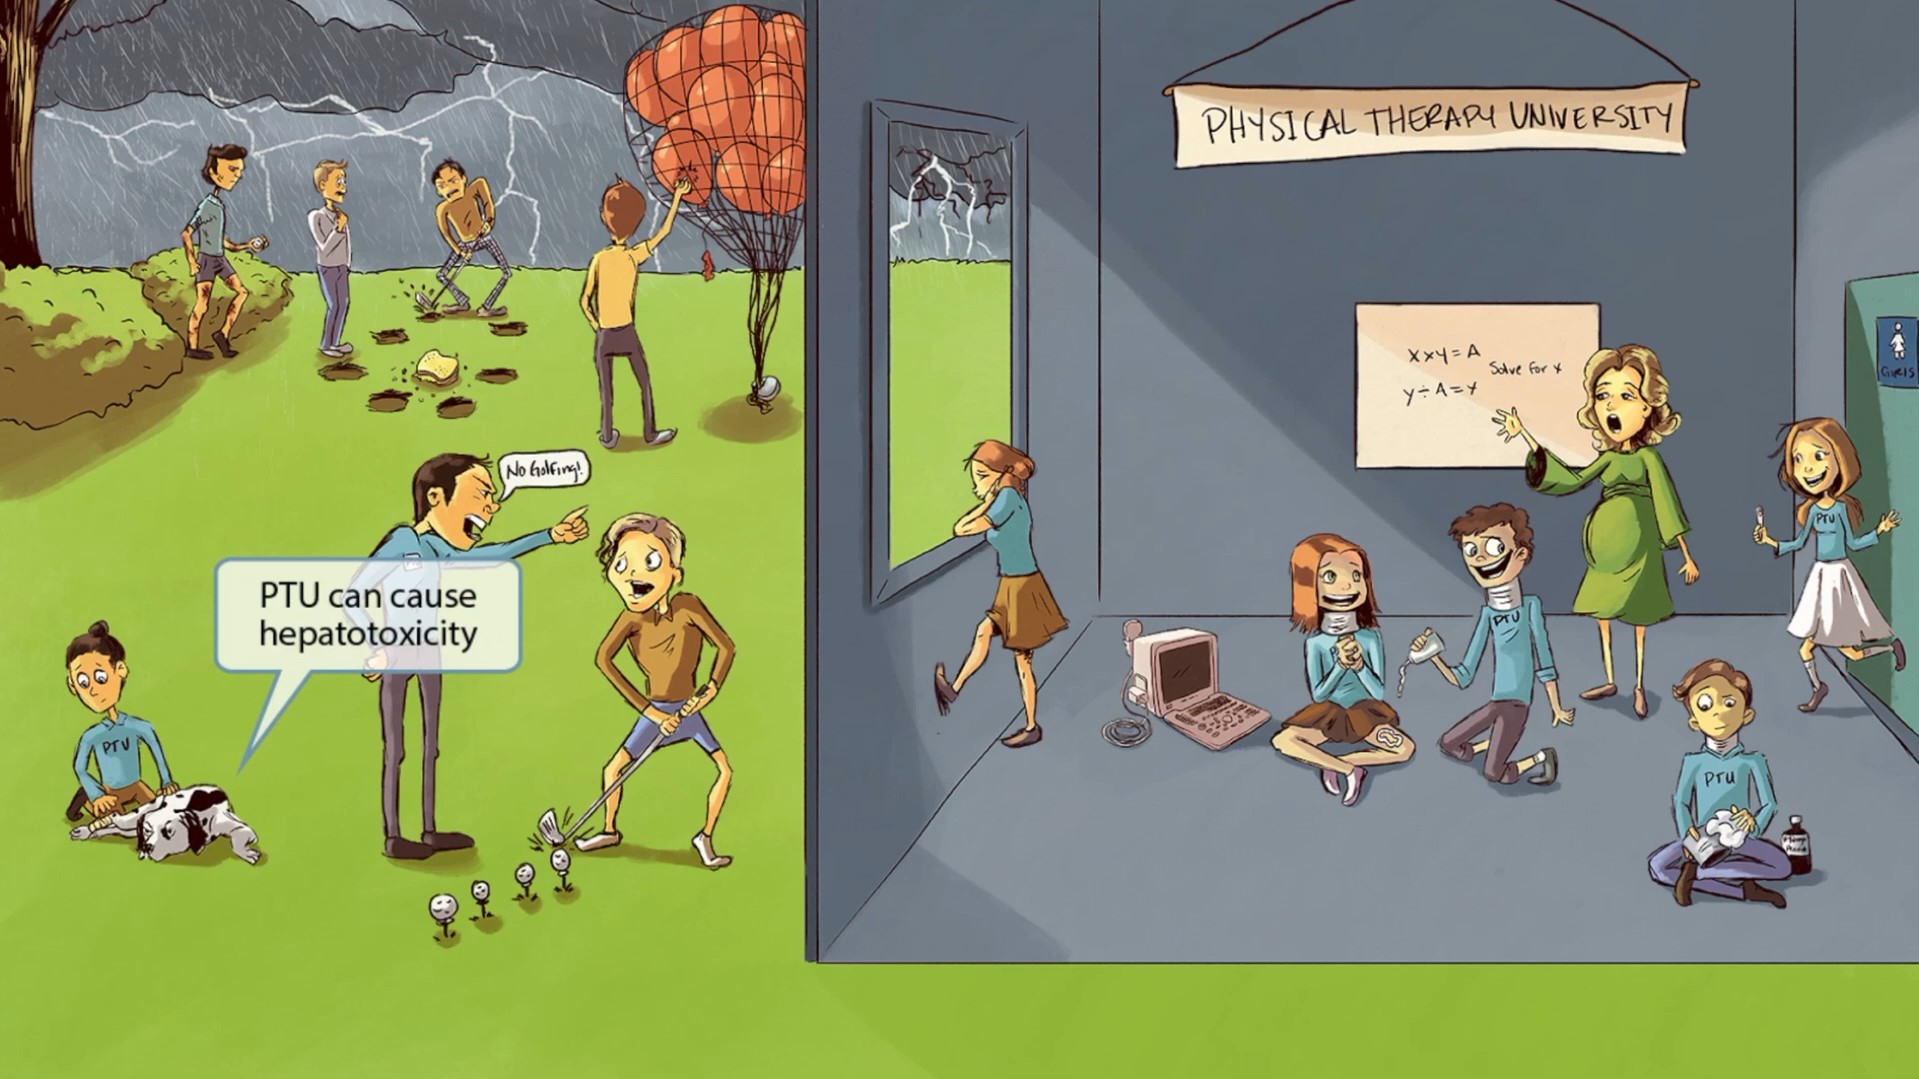 PHYSICAL THERAPY UNIVERSITY
GIRLS
X x y = A
Solve for x
y ÷ A = x
No Golfing!
PTU can cause
hepatotoxicity
PTU
PTU
PTU
PTU